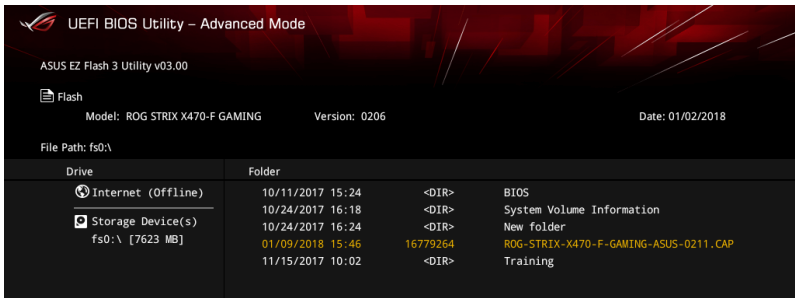 UEFI BIOS Utility – Advanced Mode
ASUS EZ Flash 3 Utility v03.00
Flash
Model: ROG STRIX X470-F GAMING Version: 0206 Date: 01/02/2018
File Path: fs0:\
Drive Folder
Internet (Offline) 10/11/2017 15:24 <DIR> BIOS
10/24/2017 16:18 <DIR> System Volume Information
Storage Device(s) 10/24/2017 16:24 <DIR> New folder
fs0:\ [7623 MB] 01/09/2018 15:46 16779264 ROG-STRIX-X470-F-GAMING-ASUS-0211.CAP
11/15/2017 10:02 <DIR> Training